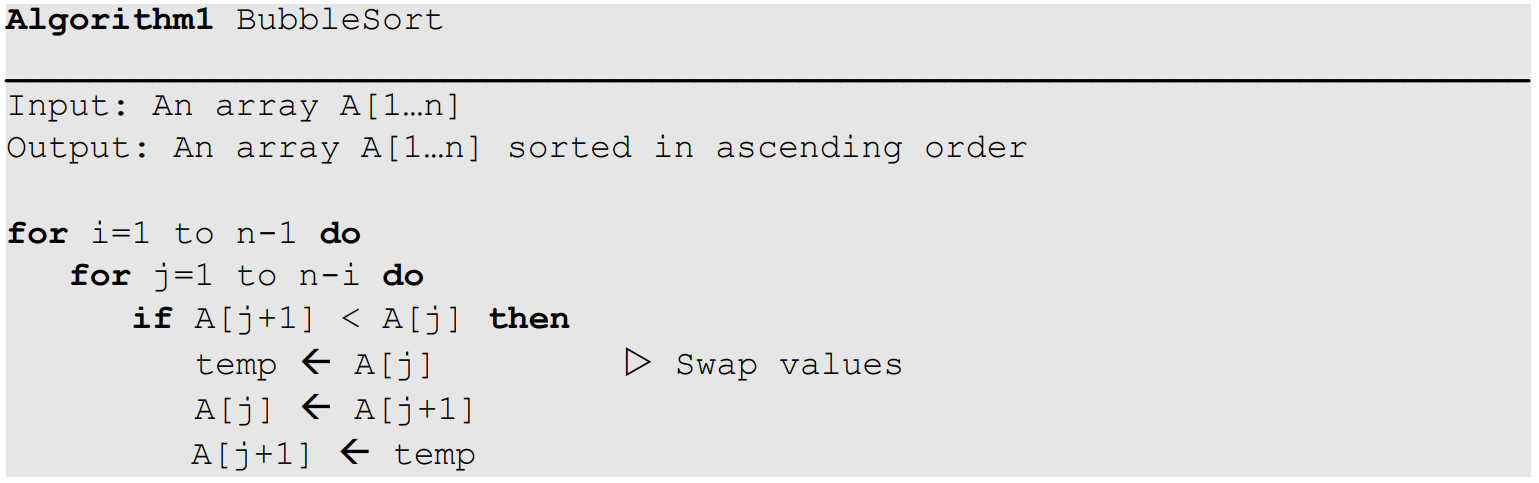 Algorithm1 BubbleSort
Input: An array A[1…n]
Output: An array A[1…n] sorted in ascending order
for i=1 to n-1 do
for j=1 to n-i do
if A[j+1] < A[j] then
temp ← A[j] ▷ Swap values
A[j] ← A[j+1]
A[j+1] ← temp